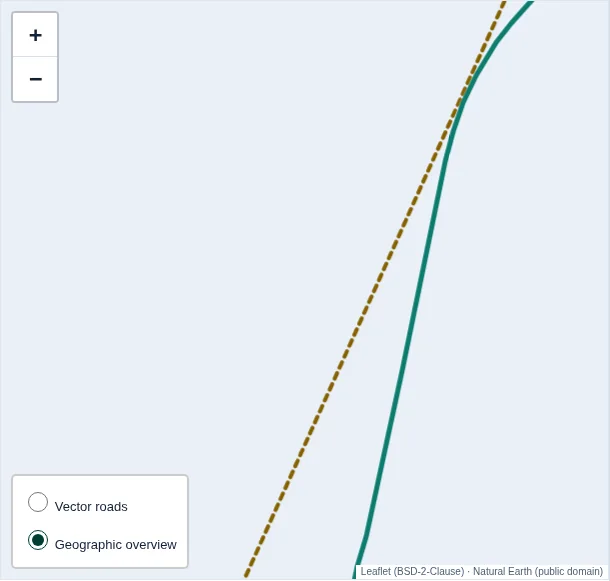 +
−
Vector roads
Geographic overview
Leaflet (BSD-2-Clause) · Natural Earth (public domain)